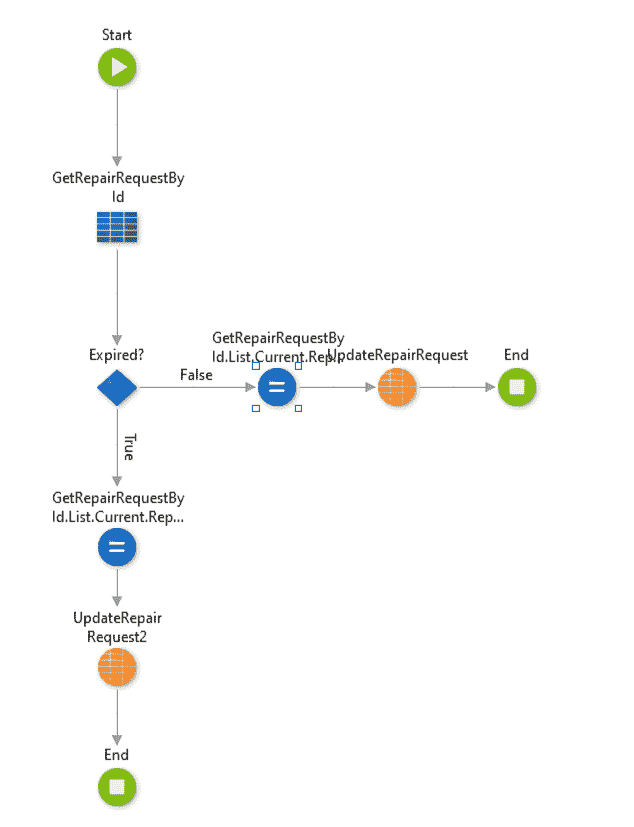 Start
GetRepairRequestBy
Id
Expired?
False
GetRepairRequestBy
Id.List.Current.Rep...
UpdateRepairRequest
End
True
GetRepairRequestBy
Id.List.Current.Rep...
UpdateRepair
Request2
End